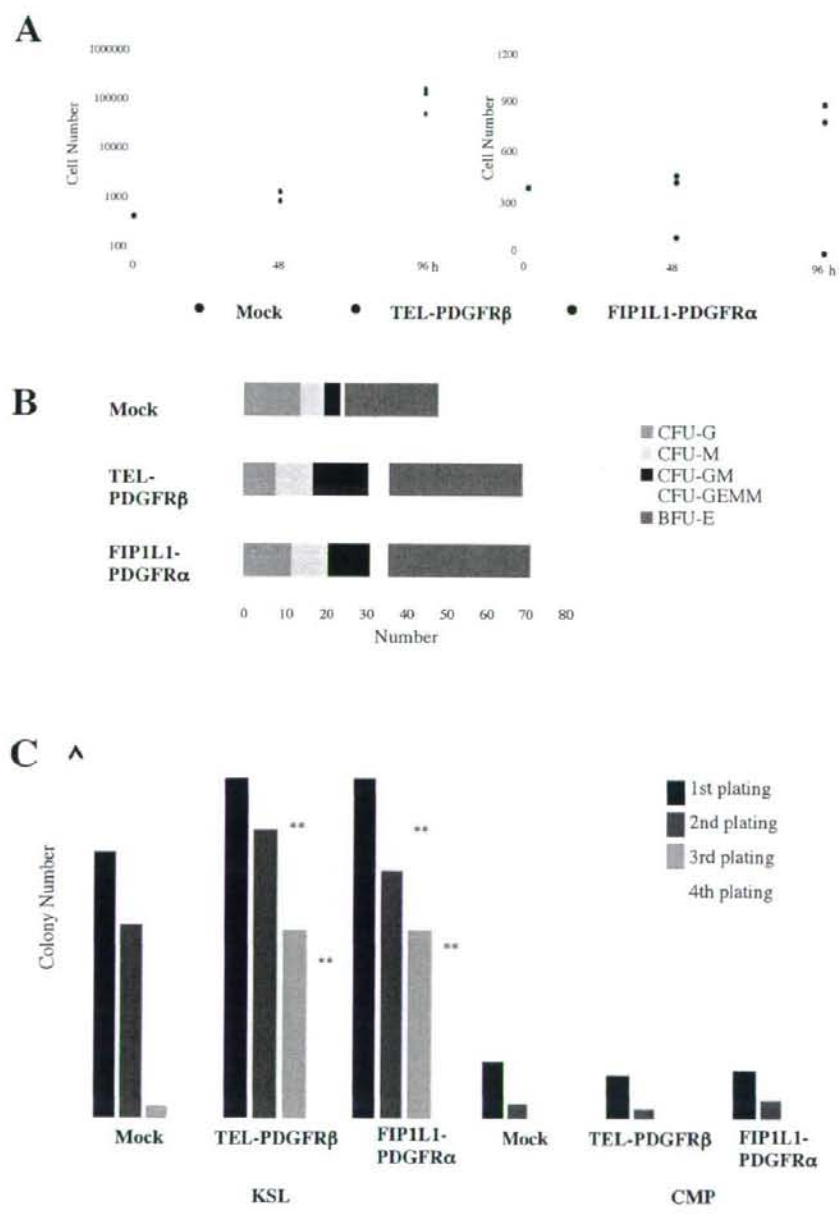 A
Cell Number
1000000
100000
10000
1000
100
0
48
96 h
Cell Number
1200
900
600
300
0
0
48
96 h
Mock
TEL-PDGFRβ
FIP1L1-PDGFRα
B
Mock
TEL-
PDGFRβ
FIP1L1-
PDGFRα
0 10 20 30 40 50 60 70 80
Number
CFU-G
CFU-M
CFU-GM
CFU-GEMM
BFU-E
C
^
Colony Number
**
**
**
**
1st plating
2nd plating
3rd plating
4th plating
Mock
TEL-PDGFRβ
FIP1L1-
PDGFRα
Mock
TEL-PDGFRβ
FIP1L1-
PDGFRα
KSL
CMP